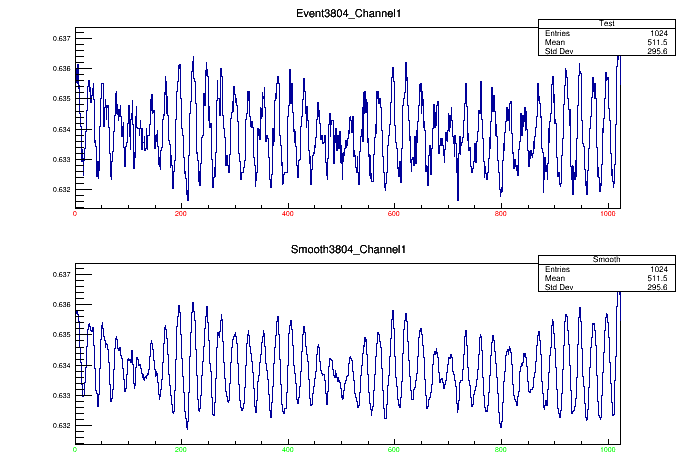 Event3804_Channel1
Test
Entries 1024
Mean 511.5
Std Dev 295.6
0.637
0.636
0.635
0.634
0.633
0.632
0 200 400 600 800 1000
Smooth3804_Channel1
Smooth
Entries 1024
Mean 511.5
Std Dev 295.6
0.637
0.636
0.635
0.634
0.633
0.632
0 200 400 600 800 1000